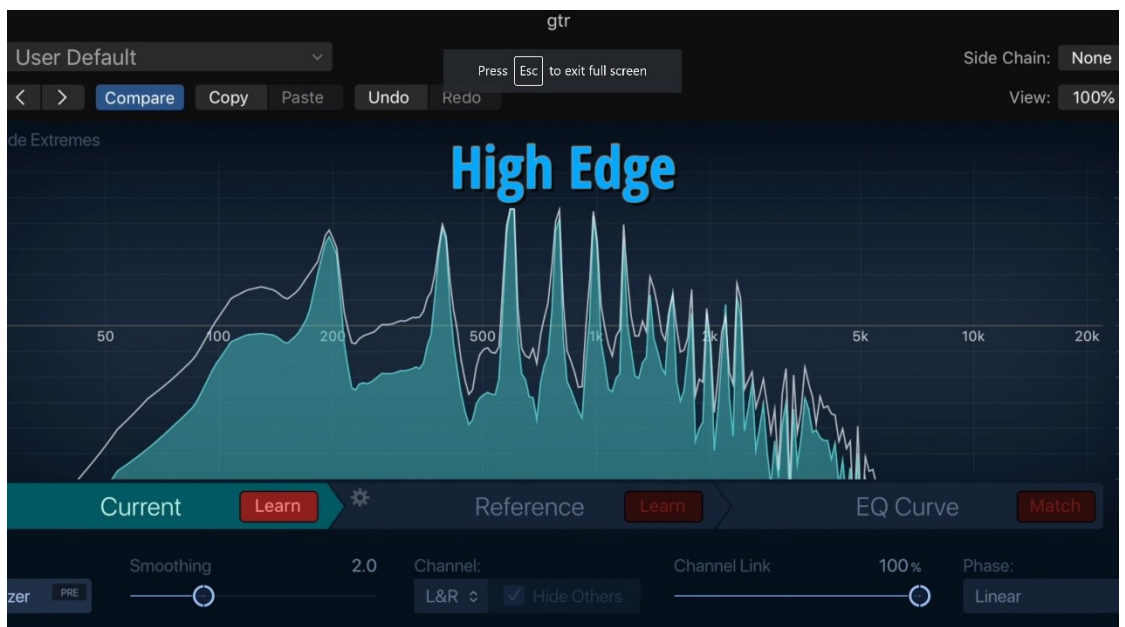 gtr
User Default
Press Esc to exit full screen
Side Chain: None
Compare Copy Paste Undo Redo
View: 100%
de Extremes
High Edge
50 100 200 500 1k 2k 5k 10k 20k
Current Learn Reference Learn EQ Curve Match
Smoothing 2.0 Channel: Channel Link 100% Phase:
zer PRE L&R Hide Others Linear